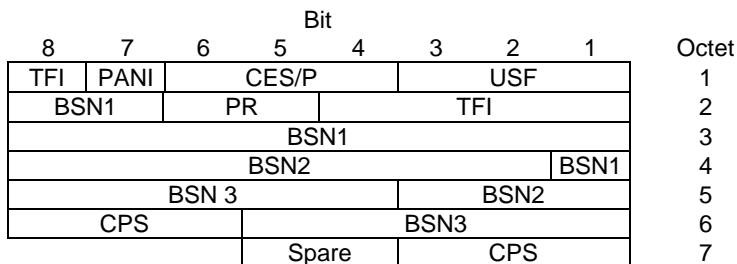 Bit
8 7 6 5 4 3 2 1 Octet
TFI PANI CES/P USF 1
BSN1 PR TFI 2
BSN1 3
BSN2 BSN1 4
BSN 3 BSN2 5
CPS BSN3 6
Spare CPS 7